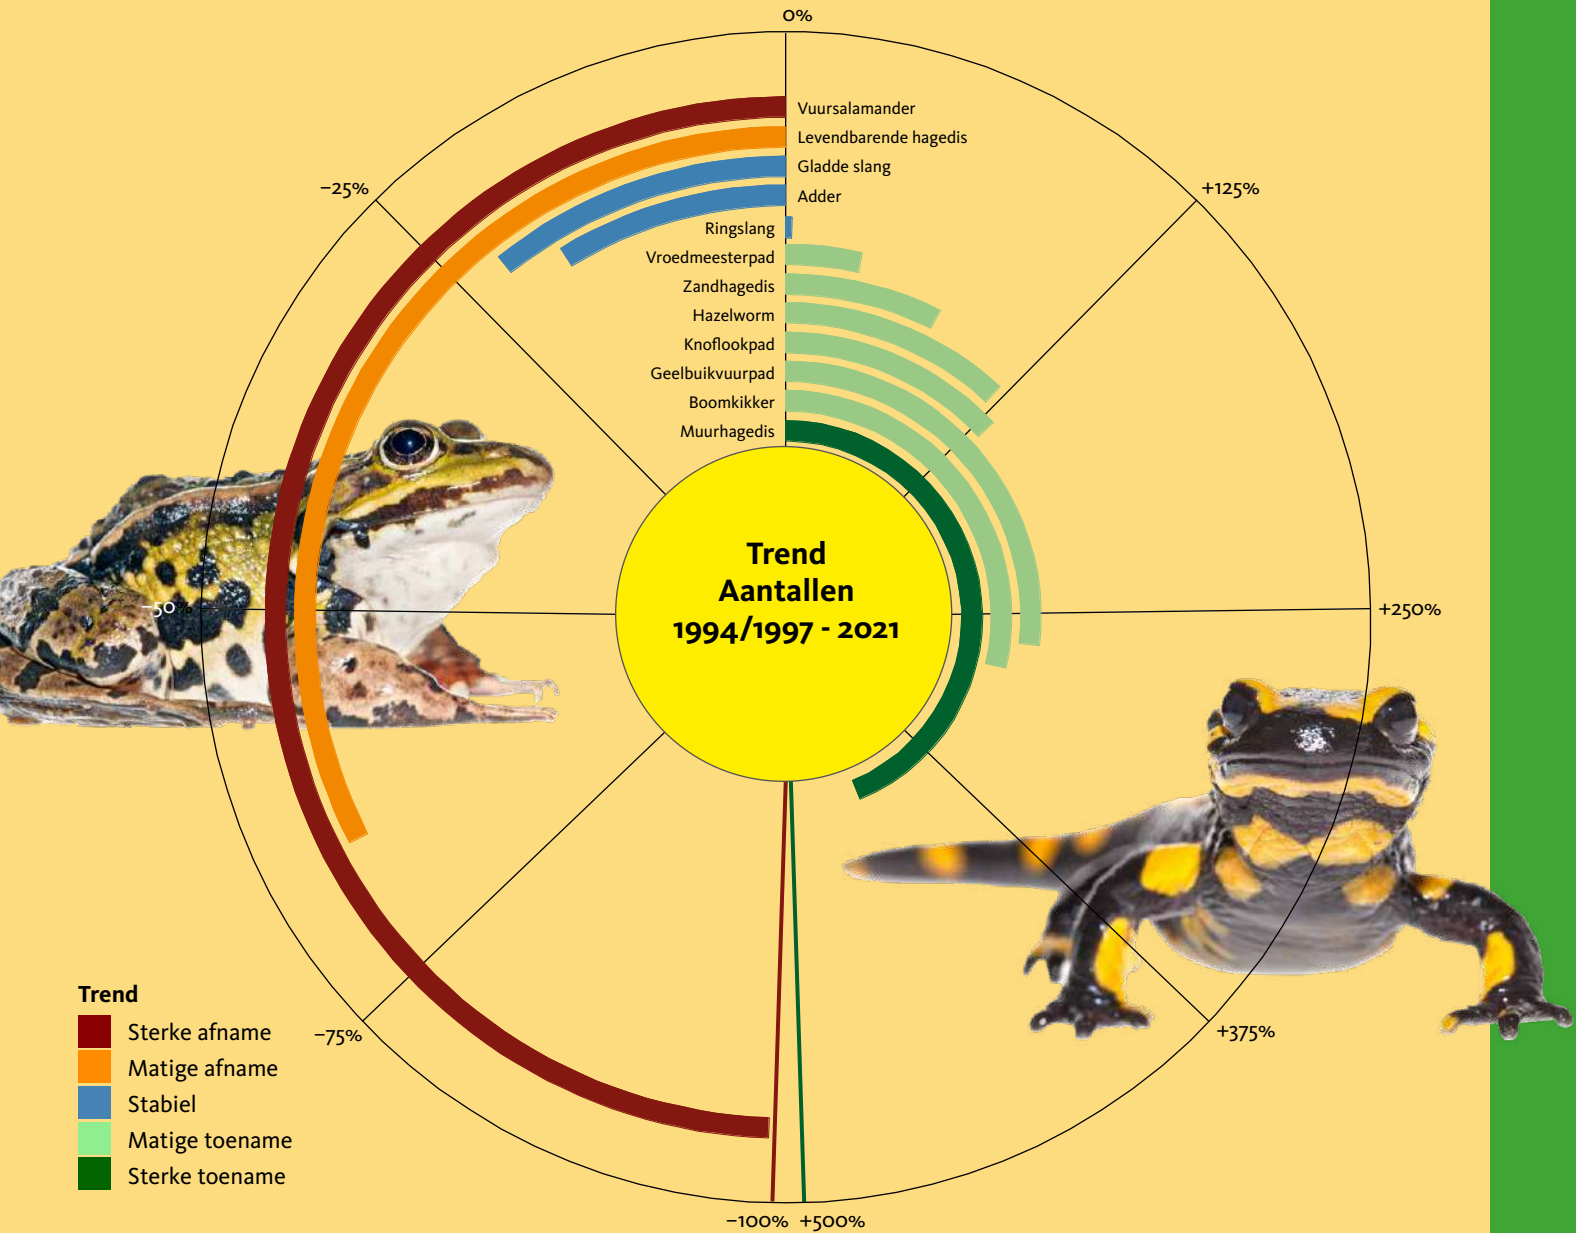 0%
Vuursalamander
Levendbarende hagedis
−25%
+125%
Gladde slang
Adder
Ringslang
Vroedmeesterpad
Zandhagedis
Hazelworm
Knoflookpad
Geelbuikvuurpad
Boomkikker
Muurhagedis
Trend
Aantallen
1994/1997 - 2021
−50%
+250%
Trend
Sterke afname
Matige afname
Stabiel
Matige toename
Sterke toename
−75%
+375%
−100% +500%